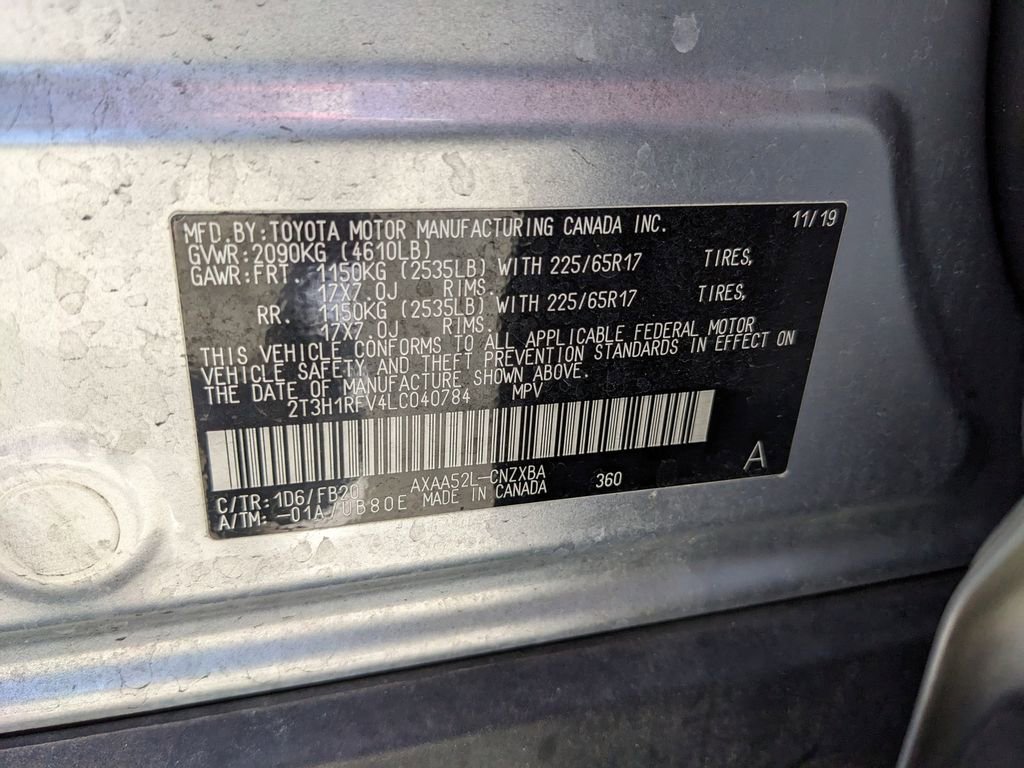 MFD.BY:TOYOTA MOTOR MANUFACTURING CANADA INC. 11/19
GVWR:2090KG (4610LB)
GAWR:FRT. 1150KG (2535LB) WITH 225/65R17 TIRES,
17X7.0J RIMS.
RR. 1150KG (2535LB) WITH 225/65R17 TIRES,
17X7.0J RIMS.
THIS VEHICLE CONFORMS TO ALL APPLICABLE FEDERAL MOTOR
VEHICLE SAFETY AND THEFT PREVENTION STANDARDS IN EFFECT ON
THE DATE OF MANUFACTURE SHOWN ABOVE.
2T3H1RFV4LC040784 MPV
A
C/TR: 1D6/FB20 AXAA52L-CNZXBA 360
A/TM: -01A/UB80E MADE IN CANADA